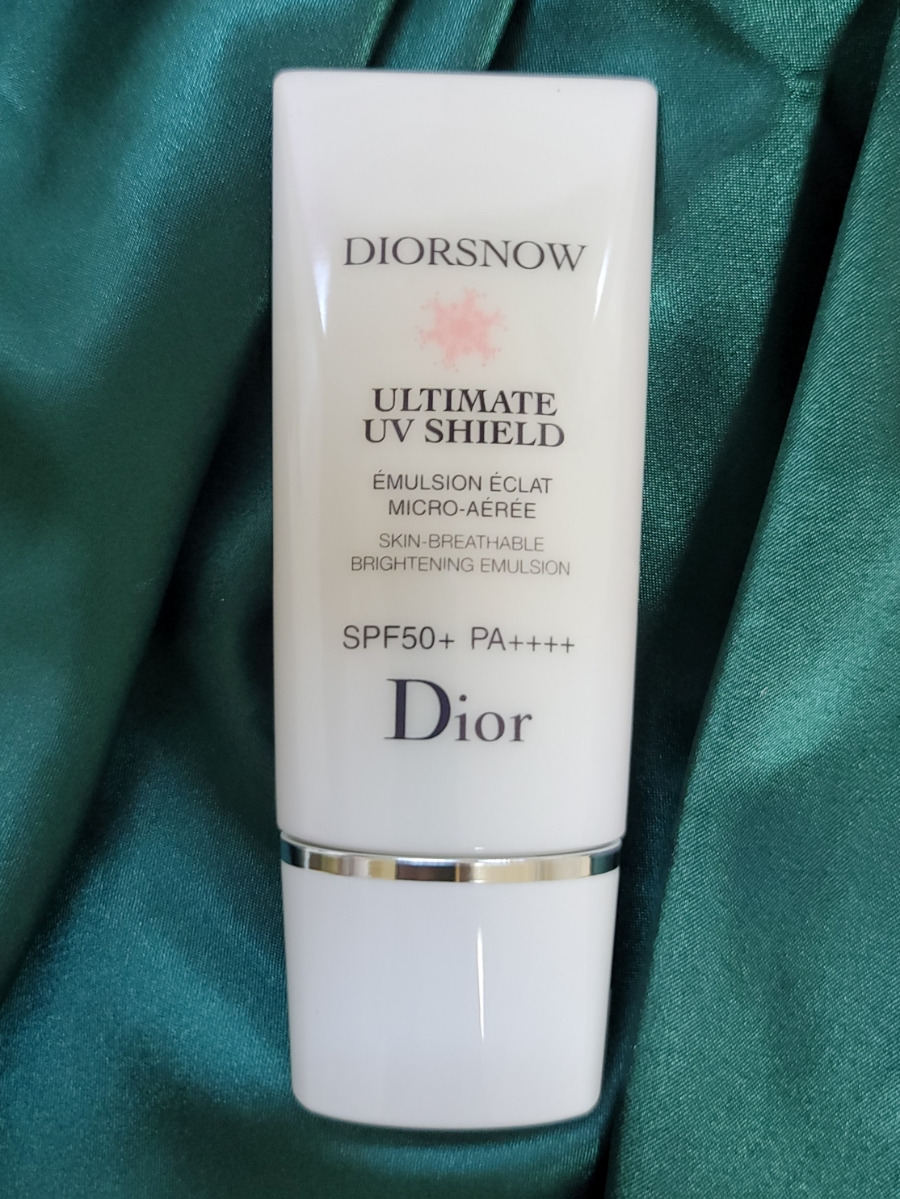 DIORSNOW
ULTIMATE
UV SHIELD
ÉMULSION ÉCLAT
MICRO-AÉRÉE
SKIN-BREATHABLE
BRIGHTENING EMULSION
SPF50+ PA++++
Dior